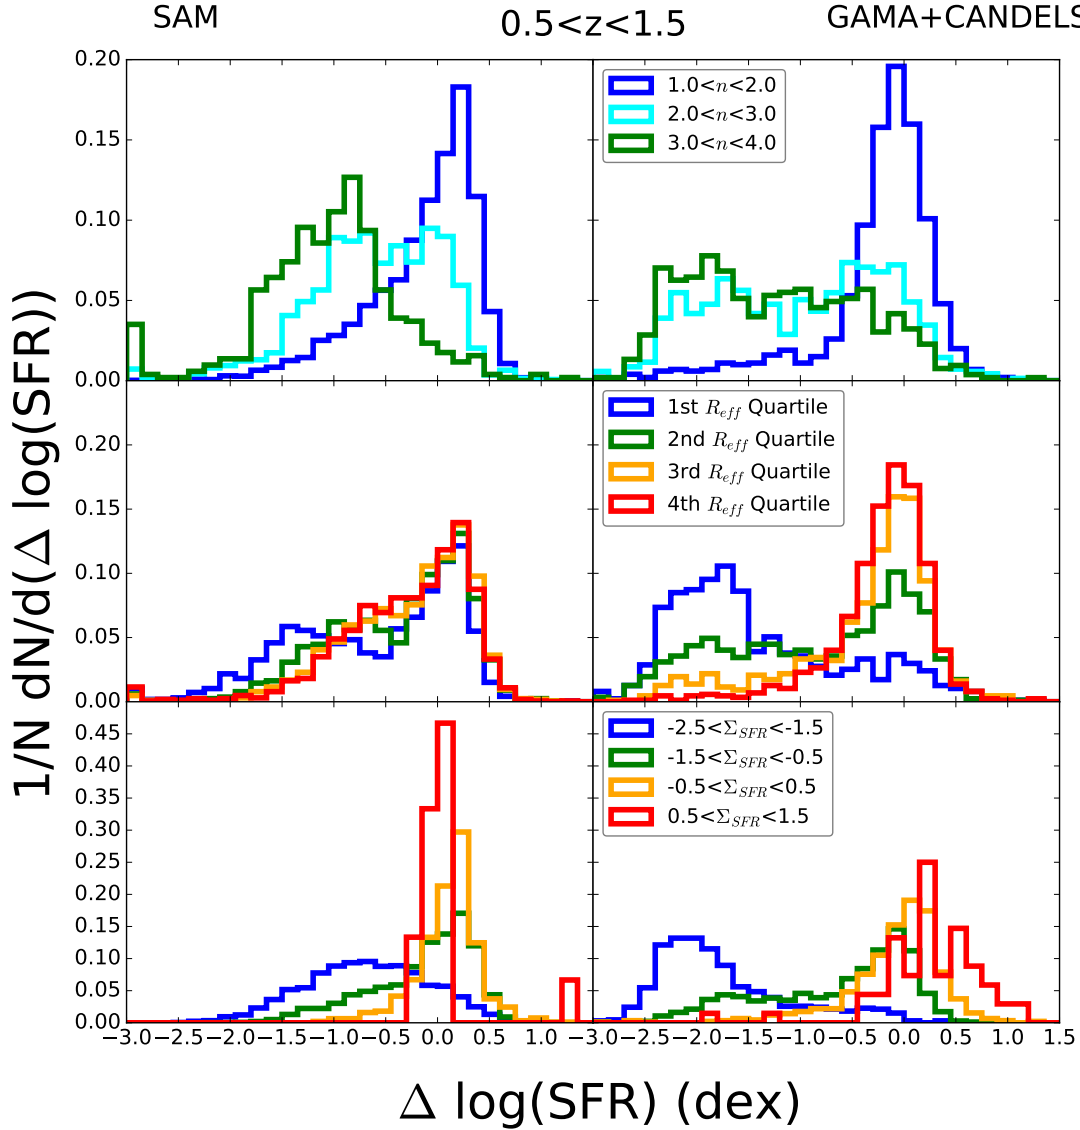 SAM 0.5<z<1.5 GAMA+CANDELS
0.20
0.15
0.10
0.05
0.00
1.0<n<2.0
2.0<n<3.0
3.0<n<4.0
0.20
0.15
0.10
0.05
0.00
1st R_eff Quartile
2nd R_eff Quartile
3rd R_eff Quartile
4th R_eff Quartile
0.45
0.40
0.35
0.30
0.25
0.20
0.15
0.10
0.05
0.00
-2.5<Σ_SFR<-1.5
-1.5<Σ_SFR<-0.5
-0.5<Σ_SFR<0.5
0.5<Σ_SFR<1.5
−3.0 −2.5 −2.0 −1.5 −1.0 −0.5 0.0 0.5 1.0 −3.0 −2.5 −2.0 −1.5 −1.0 −0.5 0.0 0.5 1.0 1.5
1/N dN/d(Δ log(SFR))
Δ log(SFR) (dex)